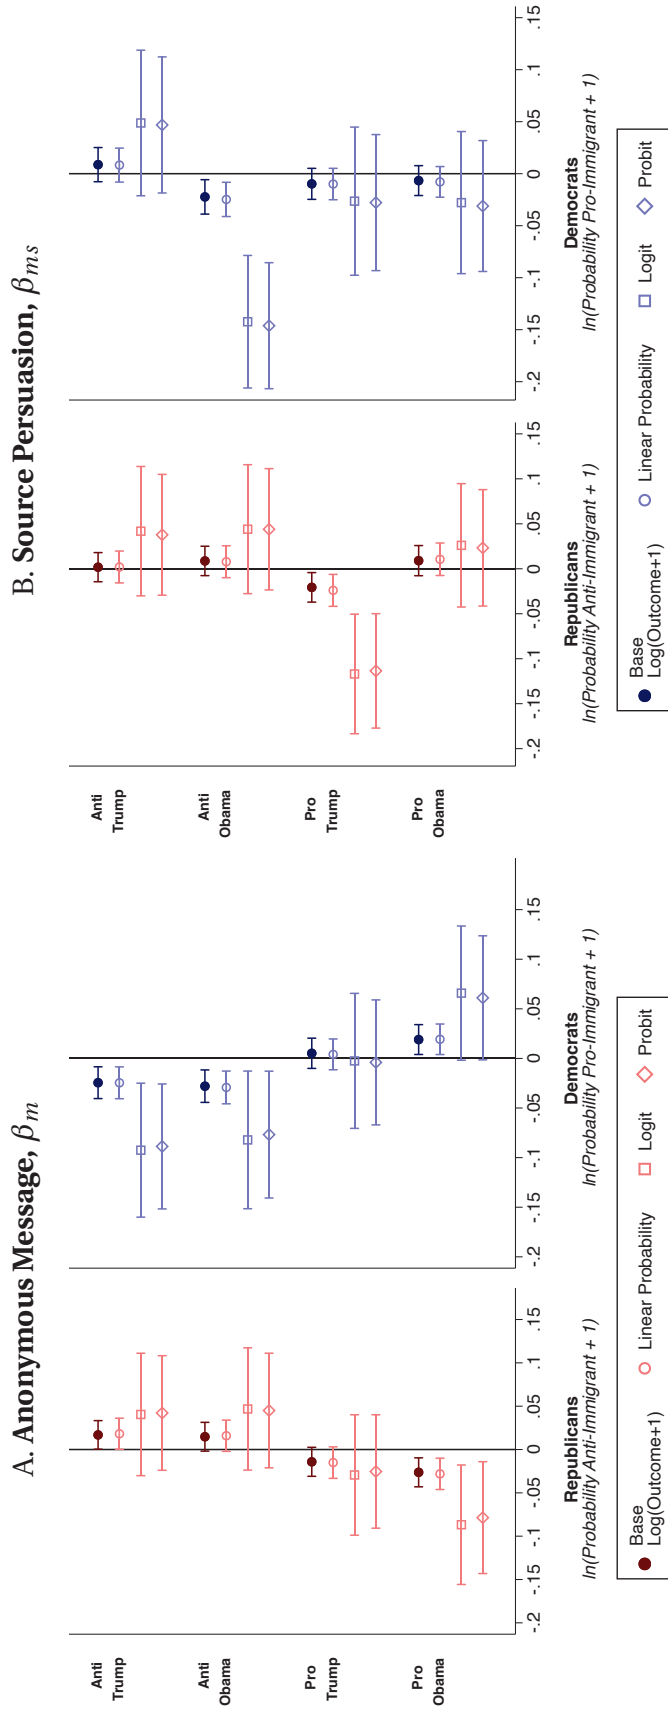 A. Anonymous Message, βm
Anti
Trump
Anti
Obama
Pro
Trump
Pro
Obama
-.2 -.15 -.1 -.05 0 .05 .1 .15
Republicans
ln(Probability Anti-Immigrant + 1)
-.2 -.15 -.1 -.05 0 .05 .1 .15
Democrats
ln(Probability Pro-Immigrant + 1)
Base
Log(Outcome+1)
Linear Probability
Logit
Probit
B. Source Persuasion, βms
Anti
Trump
Anti
Obama
Pro
Trump
Pro
Obama
-.2 -.15 -.1 -.05 0 .05 .1 .15
Republicans
ln(Probability Anti-Immigrant + 1)
-.2 -.15 -.1 -.05 0 .05 .1 .15
Democrats
ln(Probability Pro-Immigrant + 1)
Base
Log(Outcome+1)
Linear Probability
Logit
Probit